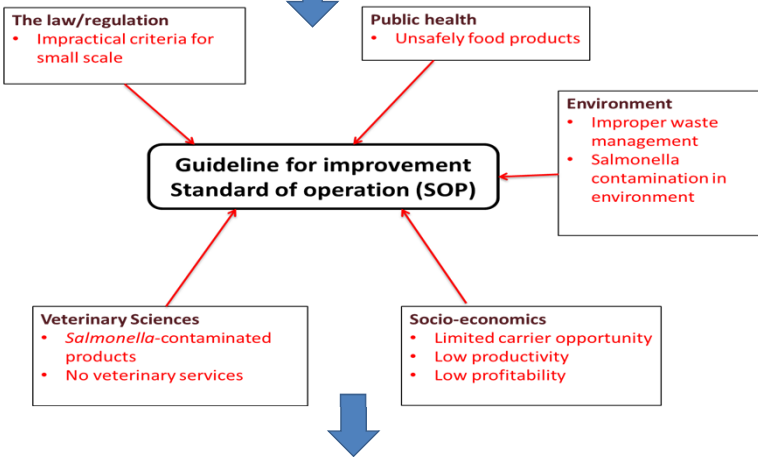 The law/regulation
• Impractical criteria for
small scale
Public health
• Unsafely food products
Environment
• Improper waste
management
• Salmonella
contamination in
environment
Guideline for improvement
Standard of operation (SOP)
Veterinary Sciences
• Salmonella-contaminated
products
• No veterinary services
Socio-economics
• Limited carrier opportunity
• Low productivity
• Low profitability